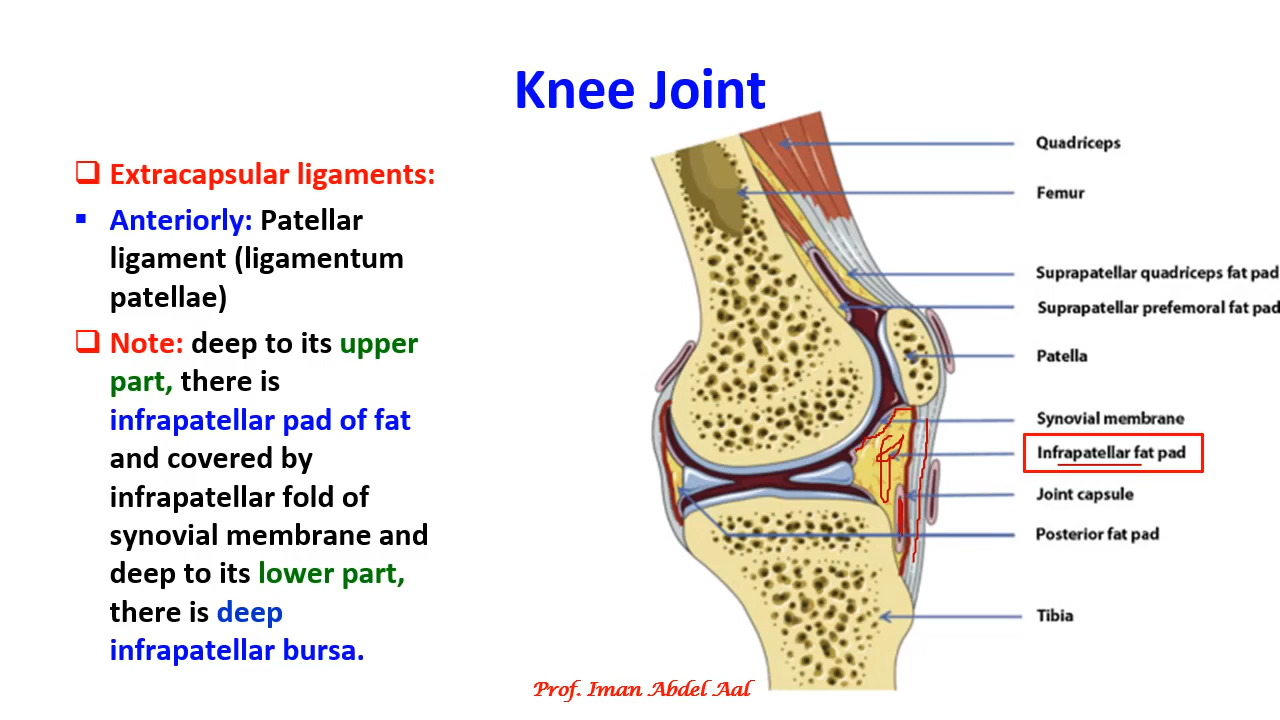 Knee Joint
Extracapsular ligaments:
Anteriorly: Patellar
ligament (ligamentum
patellae)
Note: deep to its upper
part, there is
infrapatellar pad of fat
and covered by
infrapatellar fold of
synovial membrane and
deep to its lower part,
there is deep
infrapatellar bursa.
Quadriceps
Femur
Suprapatellar quadriceps fat pad
Suprapatellar prefemoral fat pad
Patella
Synovial membrane
Infrapatellar fat pad
Joint capsule
Posterior fat pad
Tibia
Prof. Iman Abdel Aal